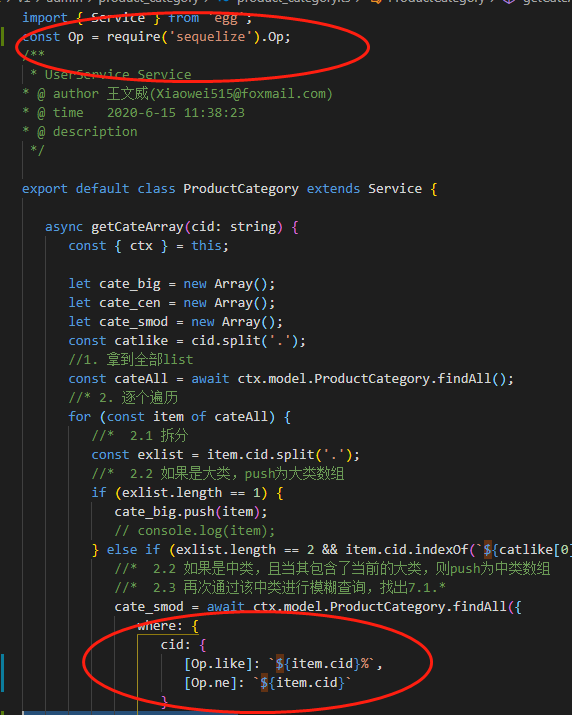 import { Service } from 'egg';
const Op = require('sequelize').Op;
/**
* UserService Service
* @ author 王文威(Xiaowei515@foxmail.com)
* @ time 2020-6-15 11:38:23
* @ description
*/
export default class ProductCategory extends Service {
async getCateArray(cid: string) {
const { ctx } = this;
let cate_big = new Array();
let cate_cen = new Array();
let cate_smod = new Array();
const catlike = cid.split('.');
//1. 拿到全部list
const cateAll = await ctx.model.ProductCategory.findAll();
//* 2. 逐个遍历
for (const item of cateAll) {
//* 2.1 拆分
const exlist = item.cid.split('.');
//* 2.2 如果是大类，push为大类数组
if (exlist.length == 1) {
cate_big.push(item);
// console.log(item);
} else if (exlist.length == 2 && item.cid.indexOf(`${catlike[0]
//* 2.2 如果是中类，且当其包含了当前的大类，则push为中类数组
//* 2.3 再次通过该中类进行模糊查询，找出7.1.*
cate_smod = await ctx.model.ProductCategory.findAll({
where: {
cid: {
[Op.like]: `${item.cid}%`,
[Op.ne]: `${item.cid}`
}